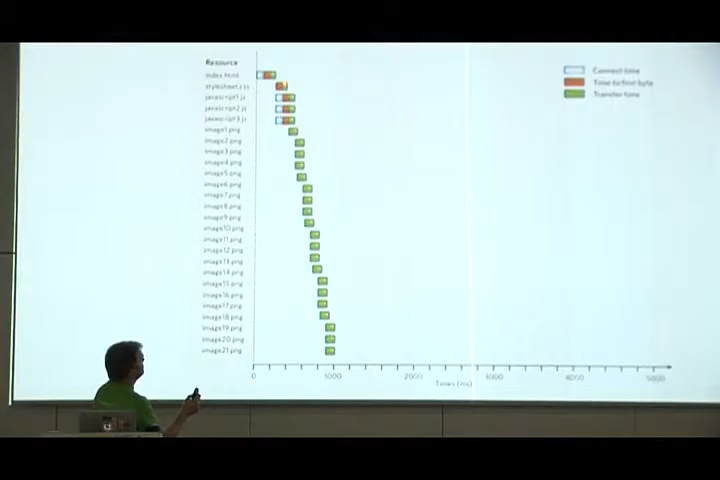 Resource
index.html
stylesheet.css
javascript1.js
javascript2.js
javascript3.js
image1.png
image2.png
image3.png
image4.png
image5.png
image6.png
image7.png
image8.png
image9.png
image10.png
image11.png
image12.png
image13.png
image14.png
image15.png
image16.png
image17.png
image18.png
image19.png
image20.png
image21.png
Connect time
Time to first byte
Transfer time
0 1000 2000 3000 4000 5000
Times (ms)